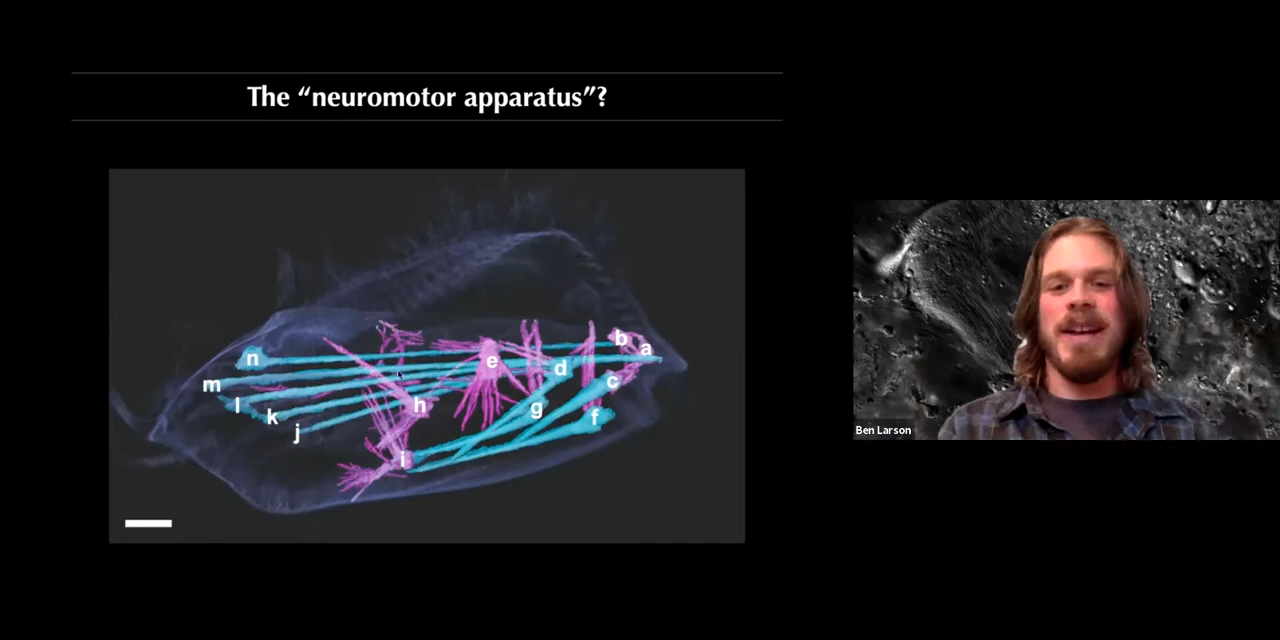 The “neuromotor apparatus”?
n
m
l
k
j
h
i
e
d
g
b
a
c
f
Ben Larson